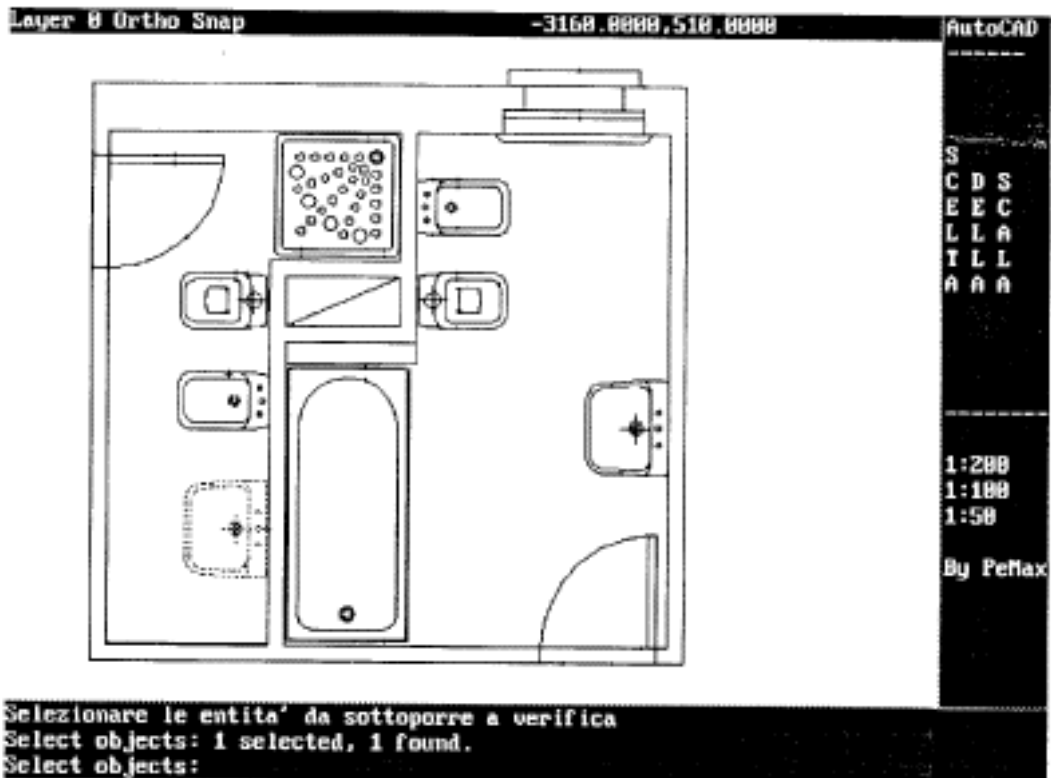 Layer 0 Ortho Snap -3160.0000,510.0000 AutoCAD
S
C D S
E E C
L L A
T L L
A A A
1:200
1:100
1:50
By PeMax
Selezionare le entita' da sottoporre a verifica
Select objects: 1 selected, 1 found.
Select objects: